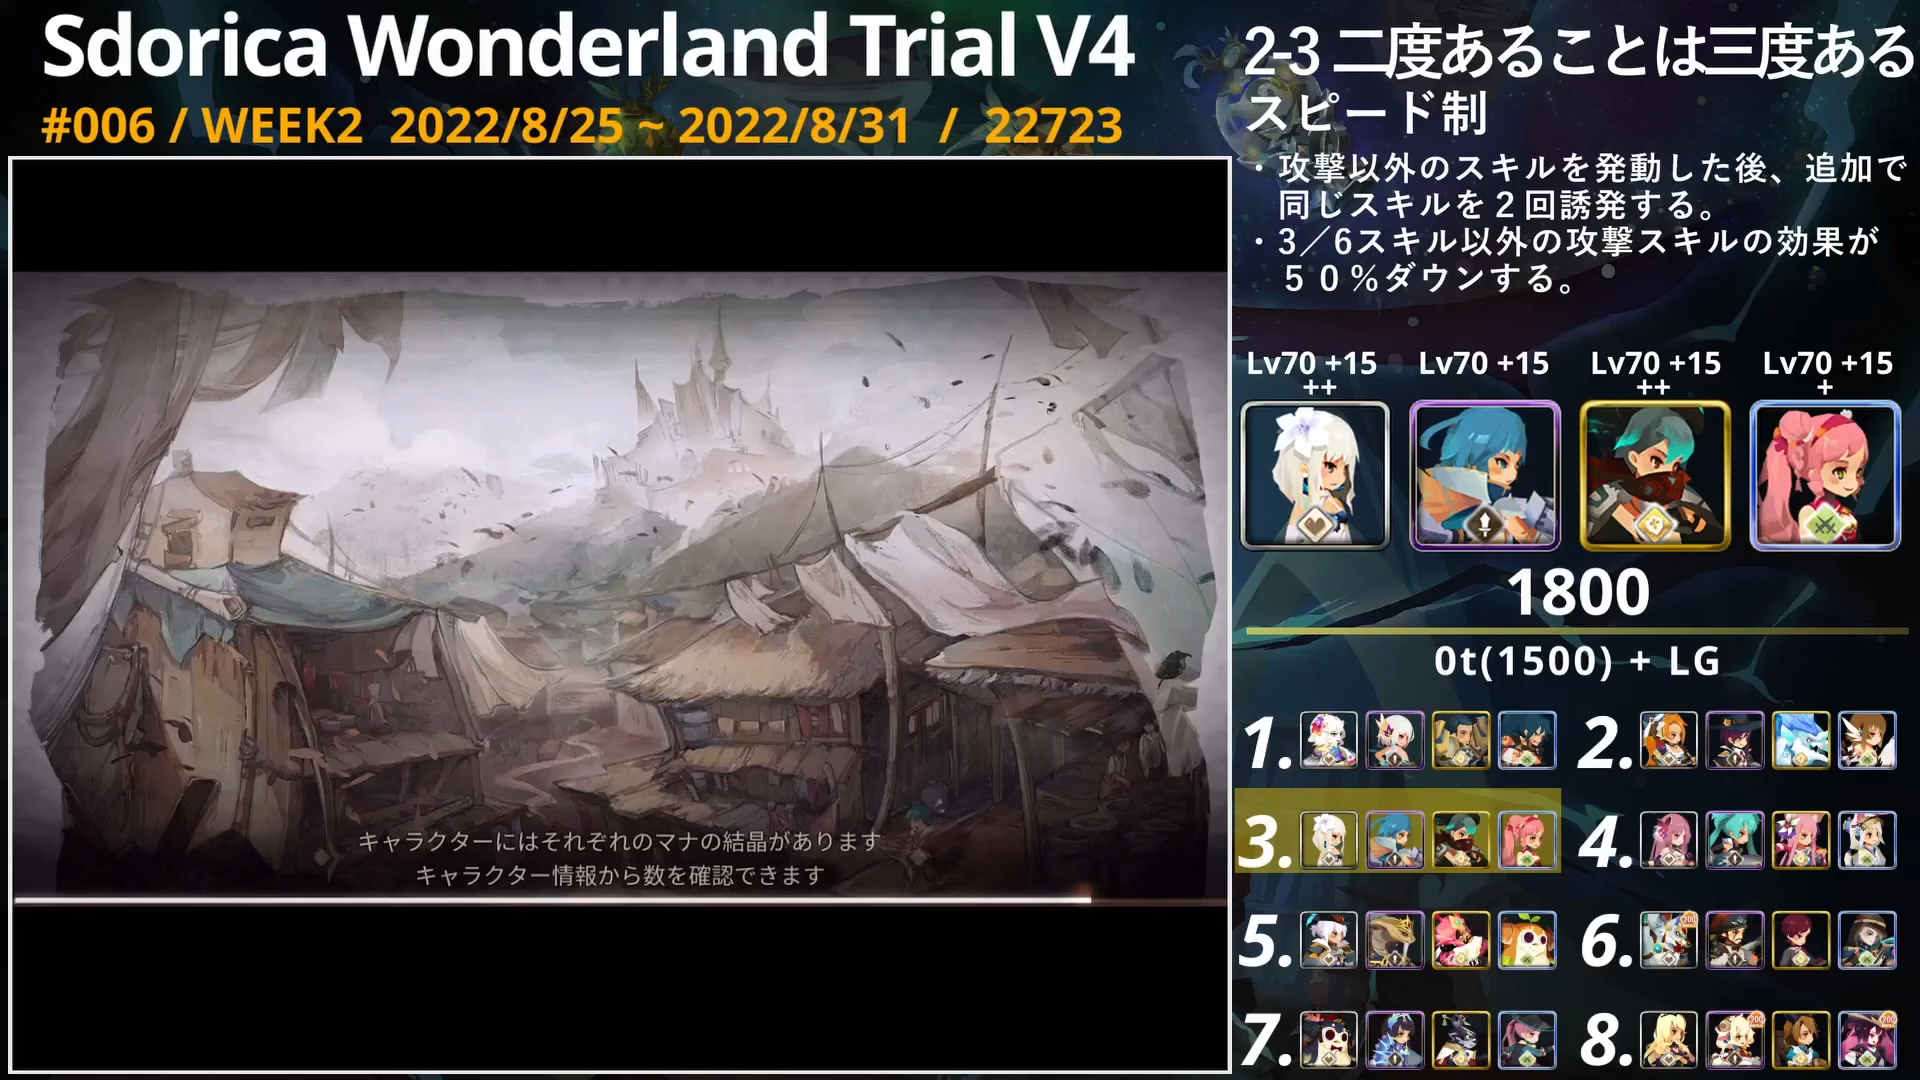 Sdorica Wonderland Trial V4
#006 / WEEK2 2022/8/25 ~ 2022/8/31 / 22723
2-3 二度あることは三度ある
スピード制
・攻撃以外のスキルを発動した後、追加で
同じスキルを２回誘発する。
・3／6スキル以外の攻撃スキルの効果が
５０％ダウンする。
Lv70 +15 Lv70 +15 Lv70 +15 Lv70 +15
++ ++ +
1800
0t(1500) + LG
1. 2.
3. 4.
5. 6.
200
7. 8.
200 200
キャラクターにはそれぞれのマナの結晶があります
キャラクター情報から数を確認できます